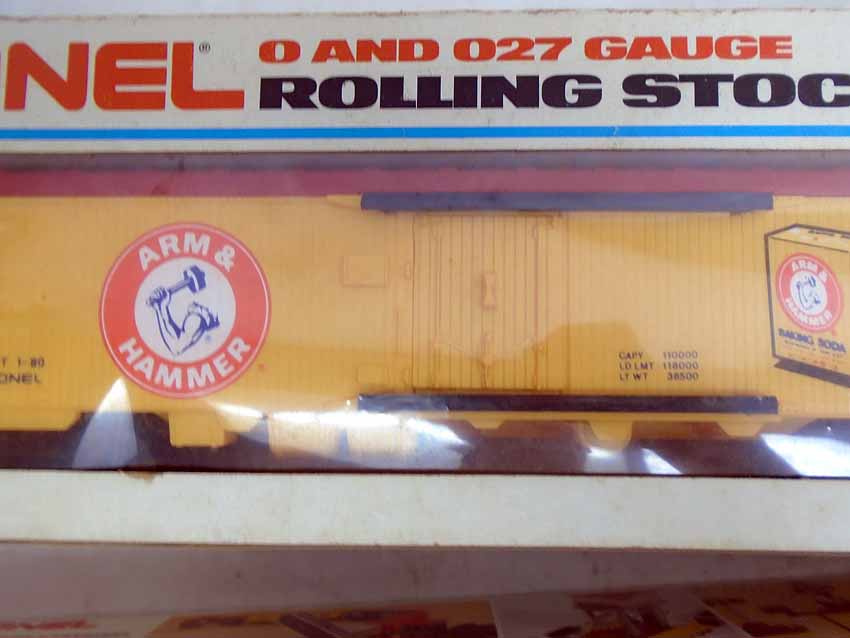 NEL®
O AND O27 GAUGE
ROLLING STOC
ARM &
HAMMER
T 1-80
ONEL
CAPY 110000
LD LMT 118000
LT WT 38500
ARM &
HAMMER
BAKING SODA